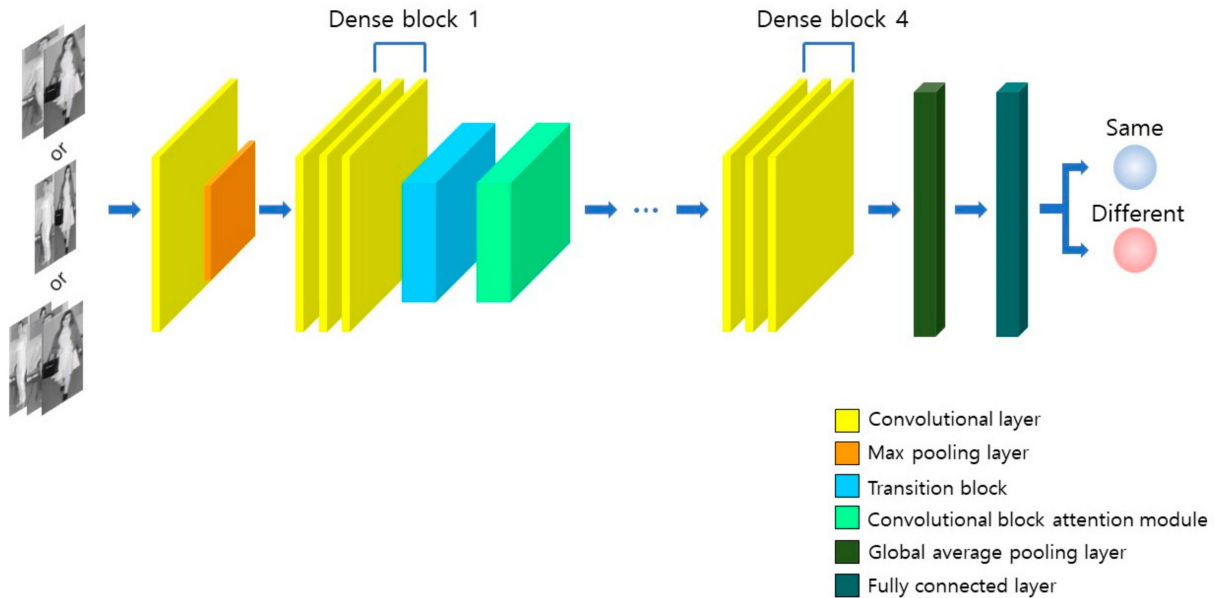 Dense block 1
Dense block 4
or
or
...
Same
Different
Convolutional layer
Max pooling layer
Transition block
Convolutional block attention module
Global average pooling layer
Fully connected layer